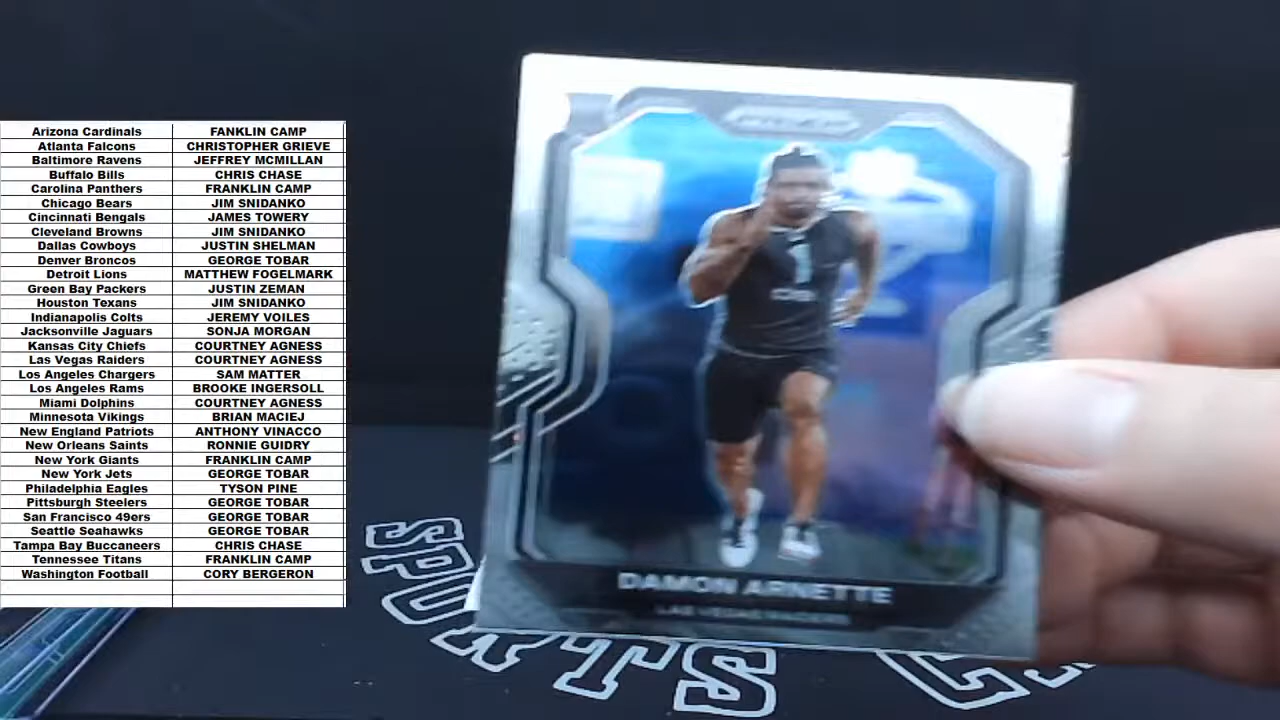 Arizona Cardinals FANKLIN CAMP
Atlanta Falcons CHRISTOPHER GRIEVE
Baltimore Ravens JEFFREY MCMILLAN
Buffalo Bills CHRIS CHASE
Carolina Panthers FRANKLIN CAMP
Chicago Bears JIM SNIDANKO
Cincinnati Bengals JAMES TOWERY
Cleveland Browns JIM SNIDANKO
Dallas Cowboys JUSTIN SHELMAN
Denver Broncos GEORGE TOBAR
Detroit Lions MATTHEW FOGELMARK
Green Bay Packers JUSTIN ZEMAN
Houston Texans JIM SNIDANKO
Indianapolis Colts JEREMY VOILES
Jacksonville Jaguars SONJA MORGAN
Kansas City Chiefs COURTNEY AGNESS
Las Vegas Raiders COURTNEY AGNESS
Los Angeles Chargers SAM MATTER
Los Angeles Rams BROOKE INGERSOLL
Miami Dolphins COURTNEY AGNESS
Minnesota Vikings BRIAN MACIEJ
New England Patriots ANTHONY VINACCO
New Orleans Saints RONNIE GUIDRY
New York Giants FRANKLIN CAMP
New York Jets GEORGE TOBAR
Philadelphia Eagles TYSON PINE
Pittsburgh Steelers GEORGE TOBAR
San Francisco 49ers GEORGE TOBAR
Seattle Seahawks GEORGE TOBAR
Tampa Bay Buccaneers CHRIS CHASE
Tennessee Titans FRANKLIN CAMP
Washington Football CORY BERGERON
PRIZM
1
DAMON ARNETTE
LAS VEGAS RAIDERS
SPORTS